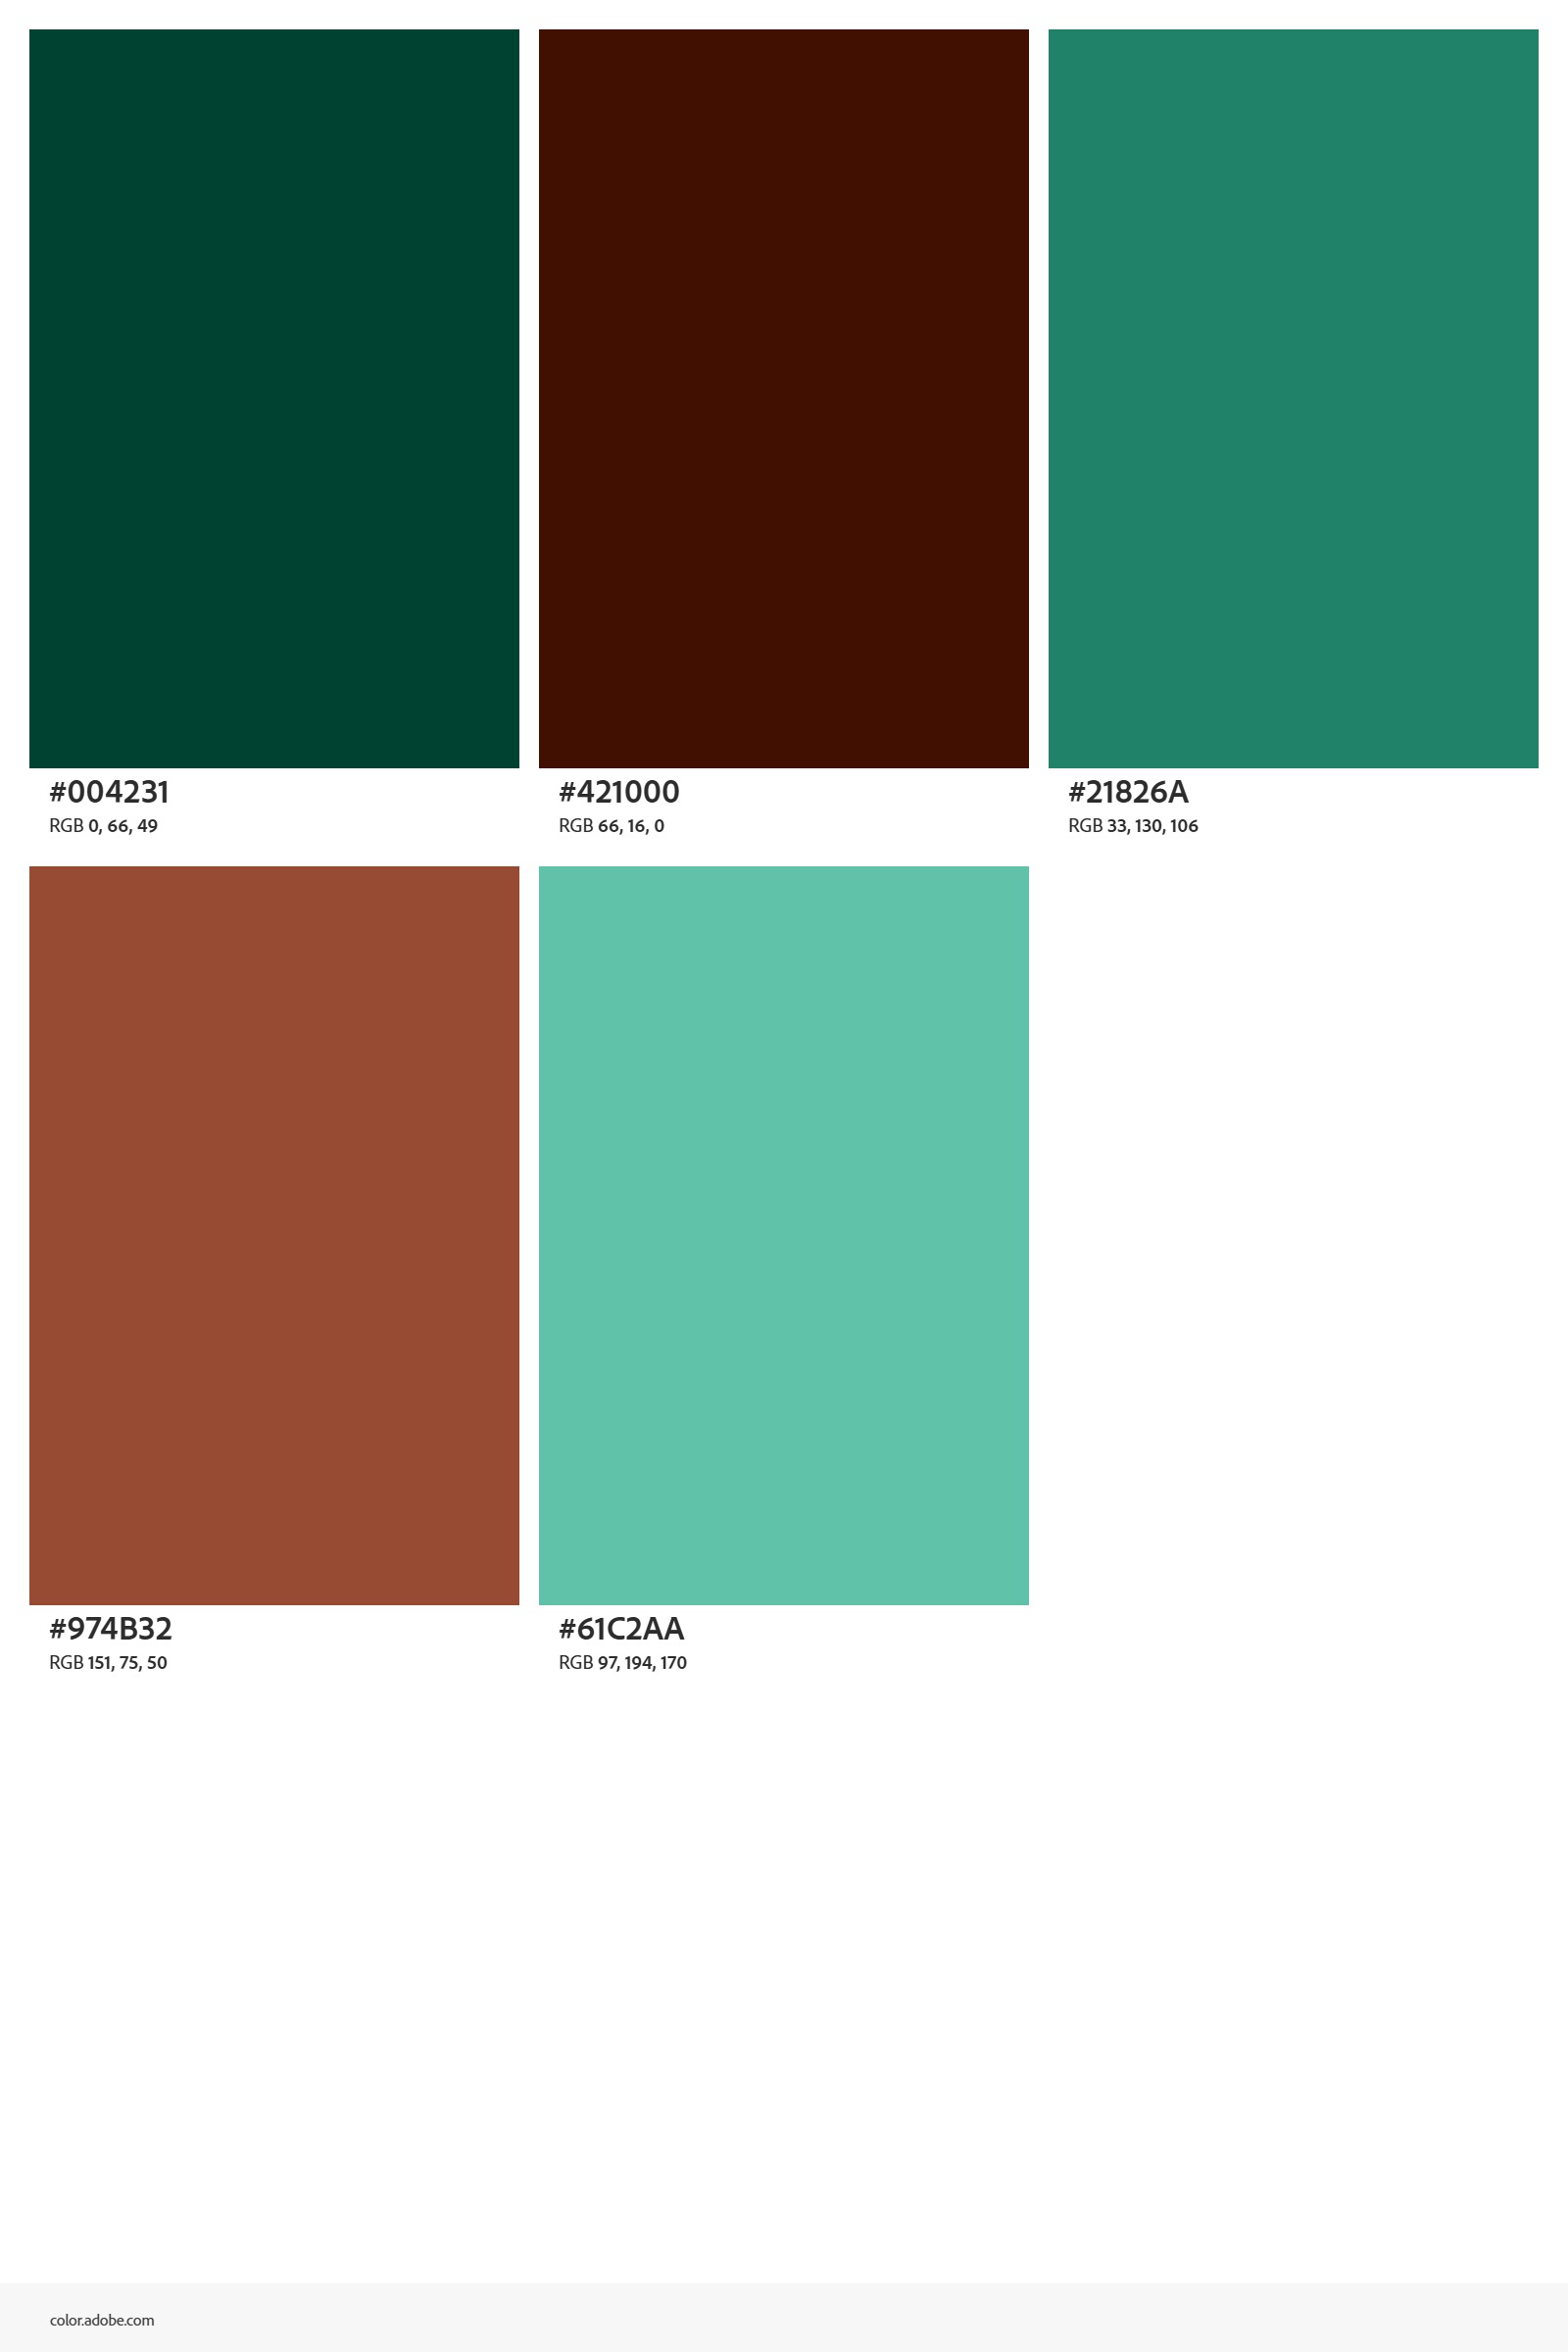 #004231
RGB 0, 66, 49
#421000
RGB 66, 16, 0
#21826A
RGB 33, 130, 106
#974B32
RGB 151, 75, 50
#61C2AA
RGB 97, 194, 170
color.adobe.com